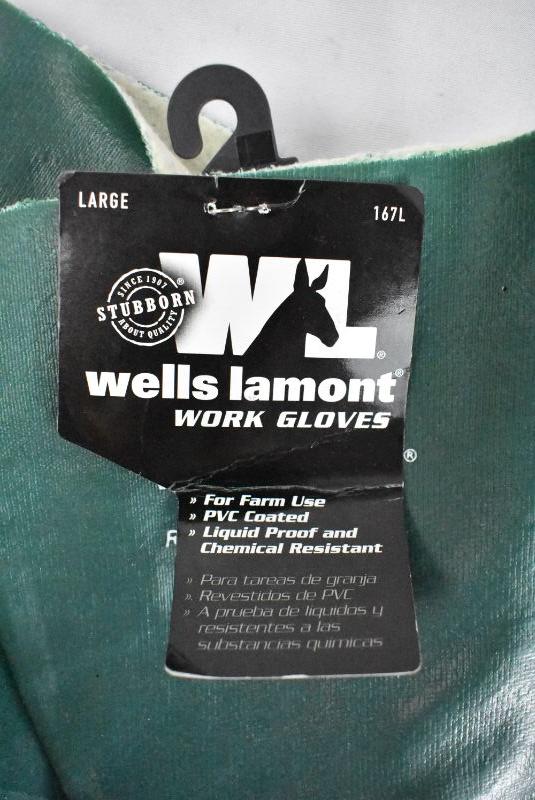 LARGE
167L
SINCE 1907
STUBBORN®
ABOUT QUALITY
WL®
wells lamont®
WORK GLOVES
®
» For Farm Use
» PVC Coated
» Liquid Proof and
Chemical Resistant
R
» Para tareas de granja
» Revestidos de PVC
» A prueba de liquidos y
resistentes a las
substancias quimicas